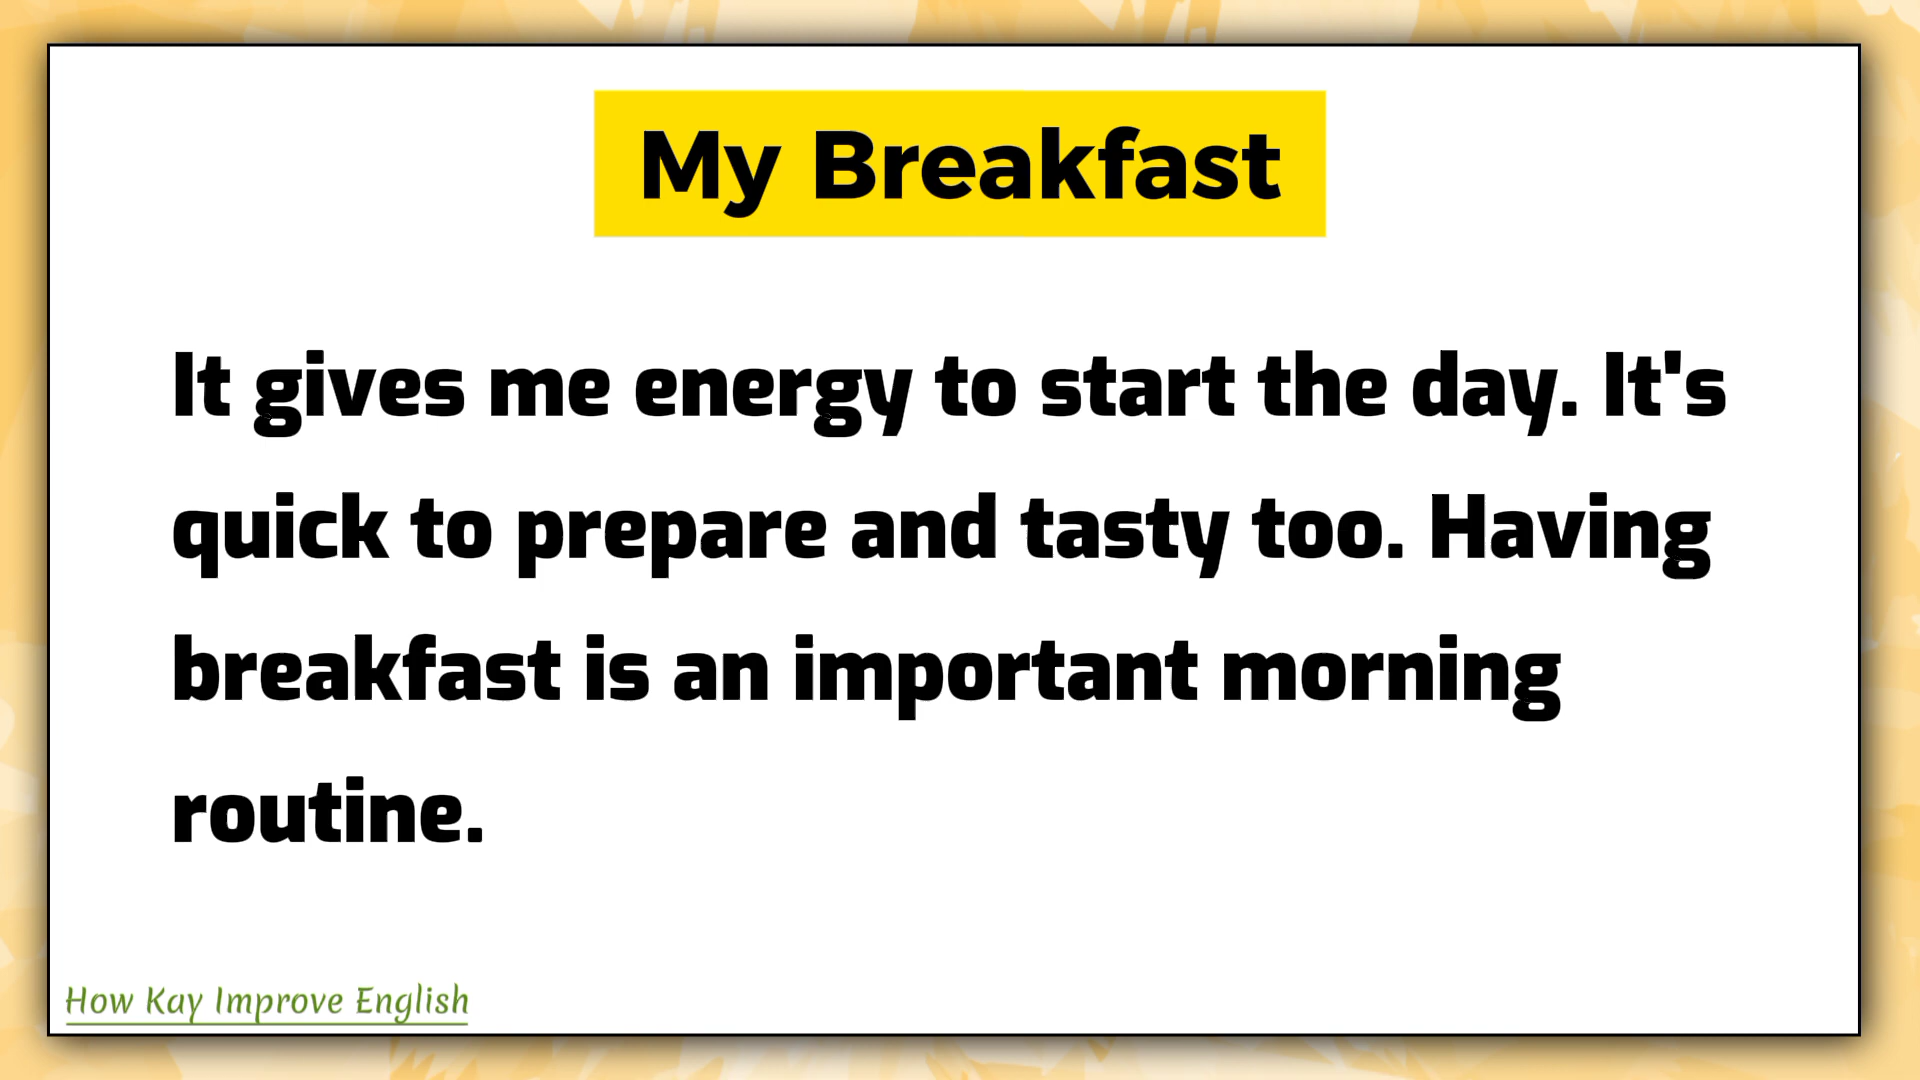 My Breakfast
It gives me energy to start the day. It's
quick to prepare and tasty too. Having
breakfast is an important morning
routine.
How Kay Improve English